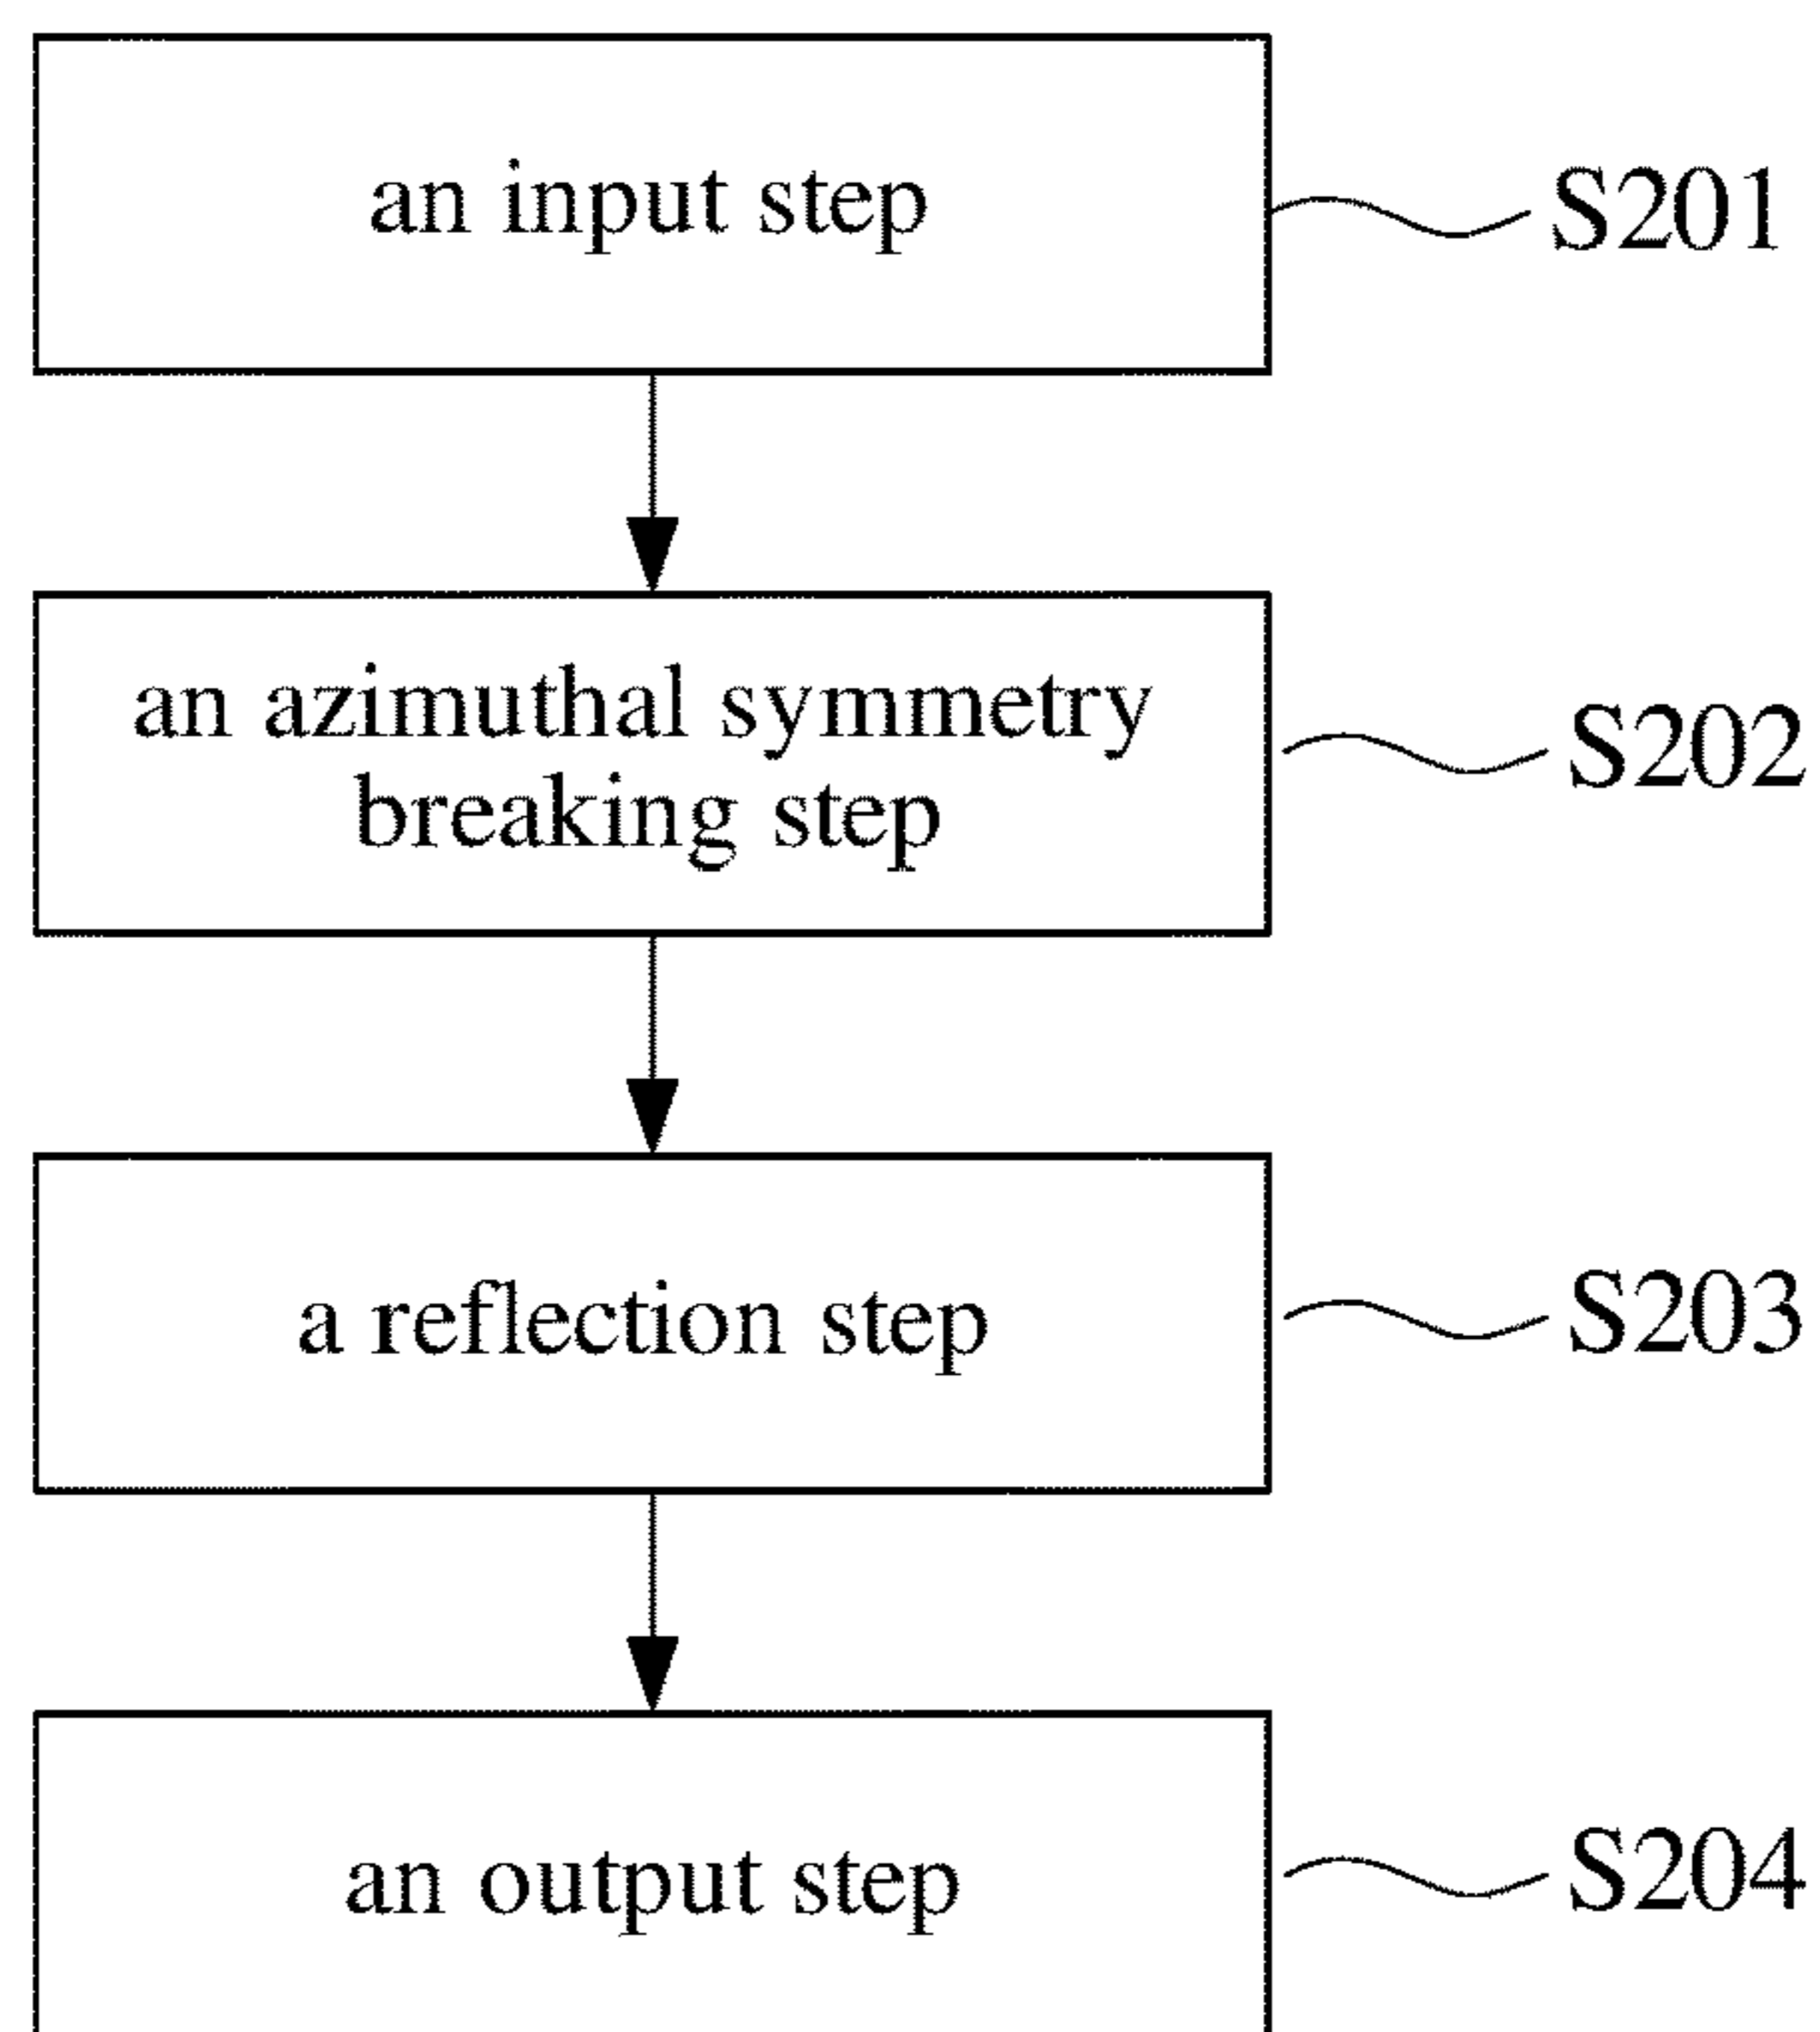 an input step
S201
an azimuthal symmetry
breaking step
S202
a reflection step
S203
an output step
S204